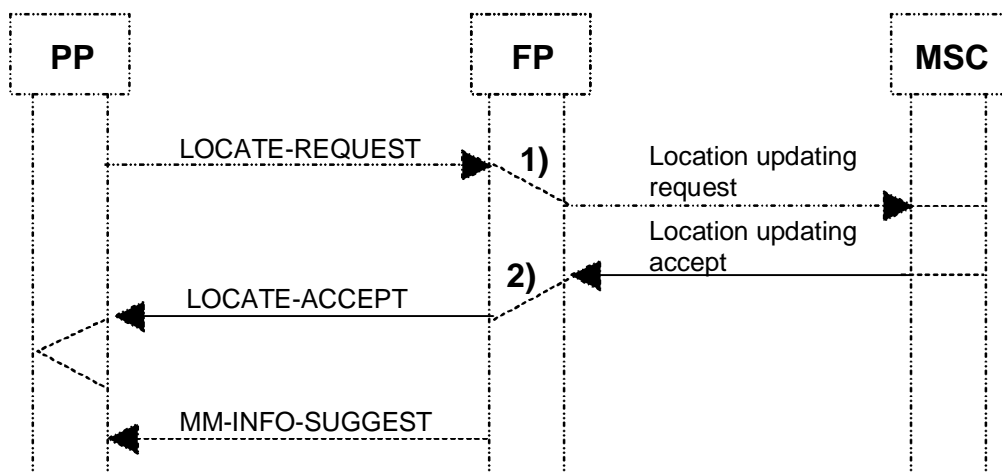 PP
FP
MSC
LOCATE-REQUEST
1)
Location updating
request
Location updating
accept
2)
LOCATE-ACCEPT
MM-INFO-SUGGEST